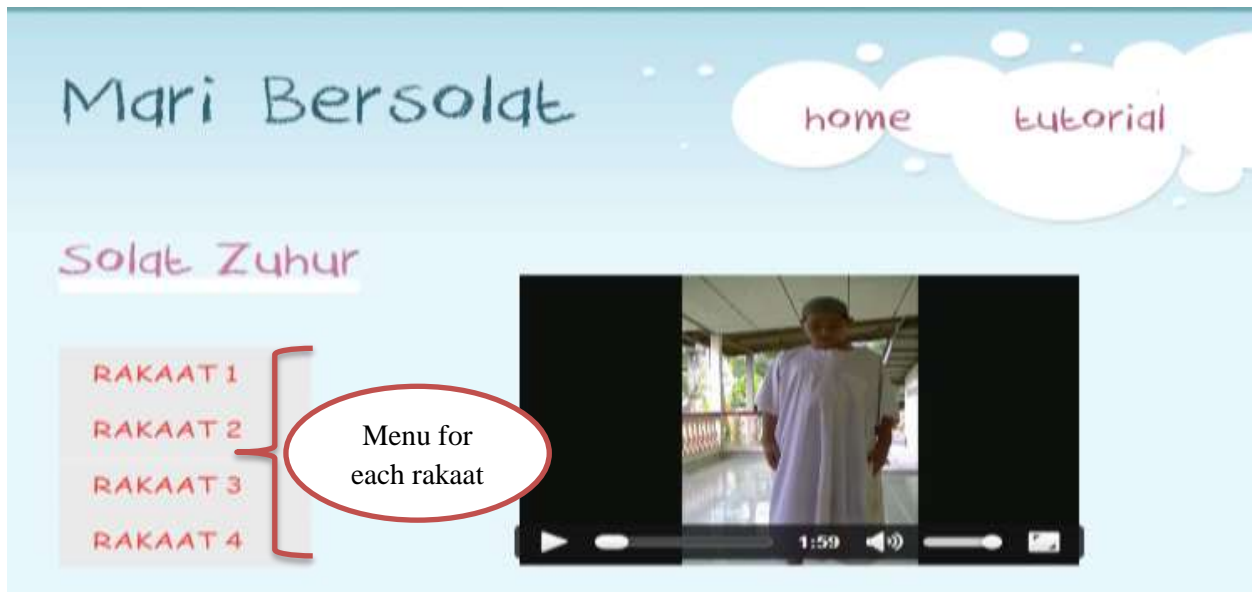 Mari Bersolat
home tutorial
Solat Zuhur
RAKAAT 1
RAKAAT 2
RAKAAT 3
RAKAAT 4
Menu for
each rakaat
1:59